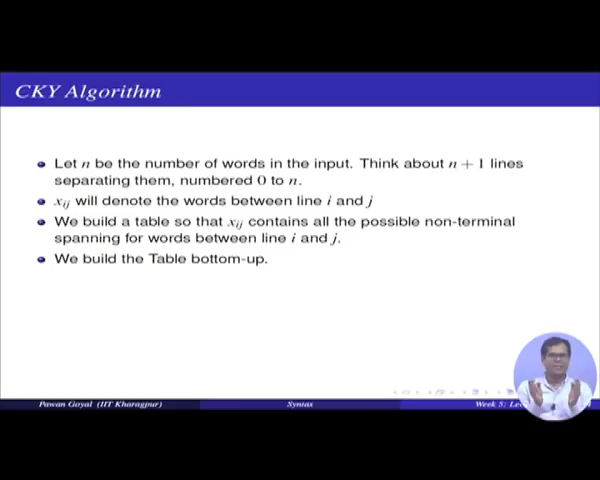 CKY Algorithm
Let n be the number of words in the input. Think about n + 1 lines
separating them, numbered 0 to n.
x_ij will denote the words between line i and j
We build a table so that x_ij contains all the possible non-terminal
spanning for words between line i and j.
We build the Table bottom-up.
Pawan Goyal (IIT Kharagpur)
Syntax
Week 5: